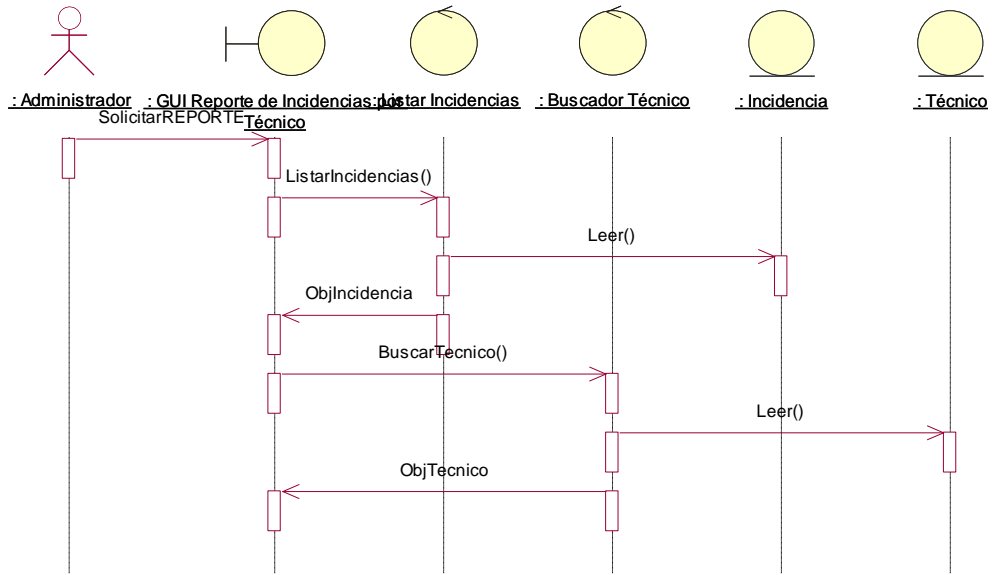 : Administrador
: GUI Reporte de Incidencias por
Técnico
: Listar Incidencias
: Buscador Técnico
: Incidencia
: Técnico
SolicitarREPORTE
ListarIncidencias()
Leer()
ObjIncidencia
BuscarTecnico()
Leer()
ObjTecnico